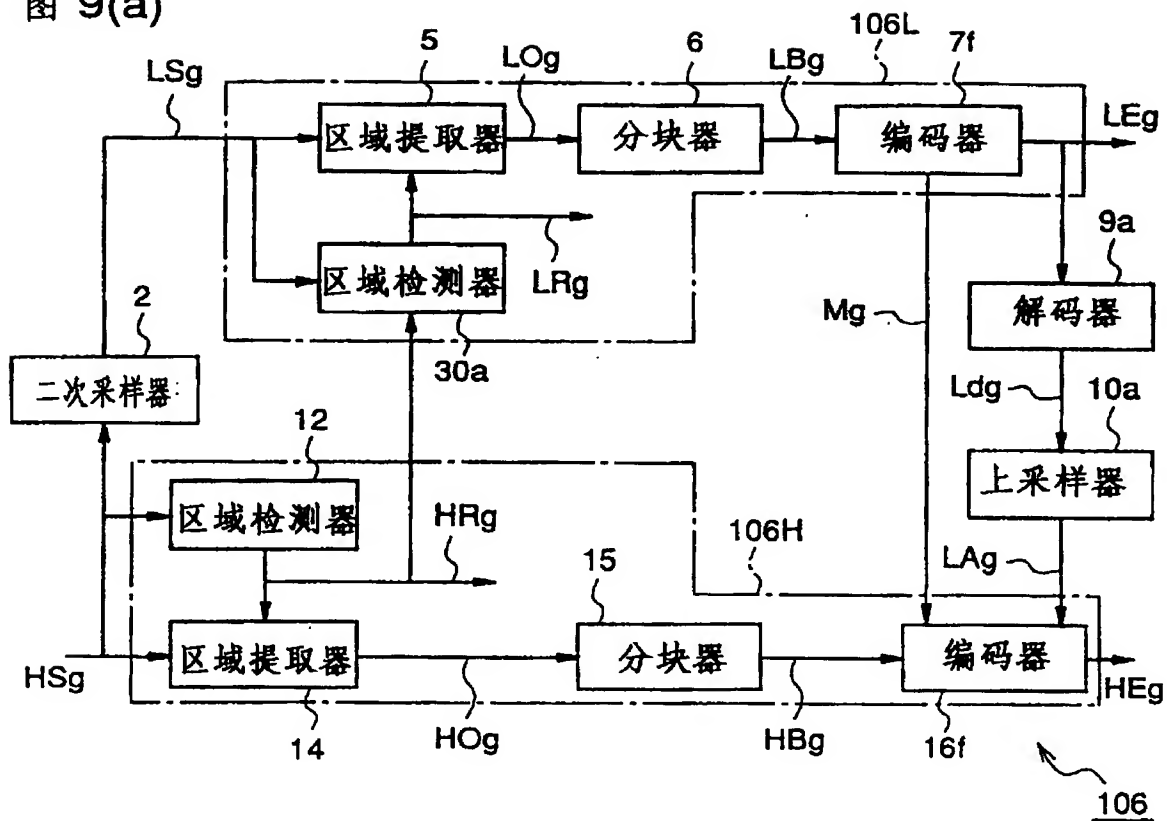 图 9(a)
LSg
5
LOg
6
LBg
106L
7f
LEg
区域提取器
分块器
编码器
区域检测器
LRg
30a
Mg
9a
解码器
2
二次采样器
Ldg
10a
上采样器
12
区域检测器
HRg
106H
LAg
15
HSg
区域提取器
分块器
编码器
HEg
14
HOg
HBg
16f
106